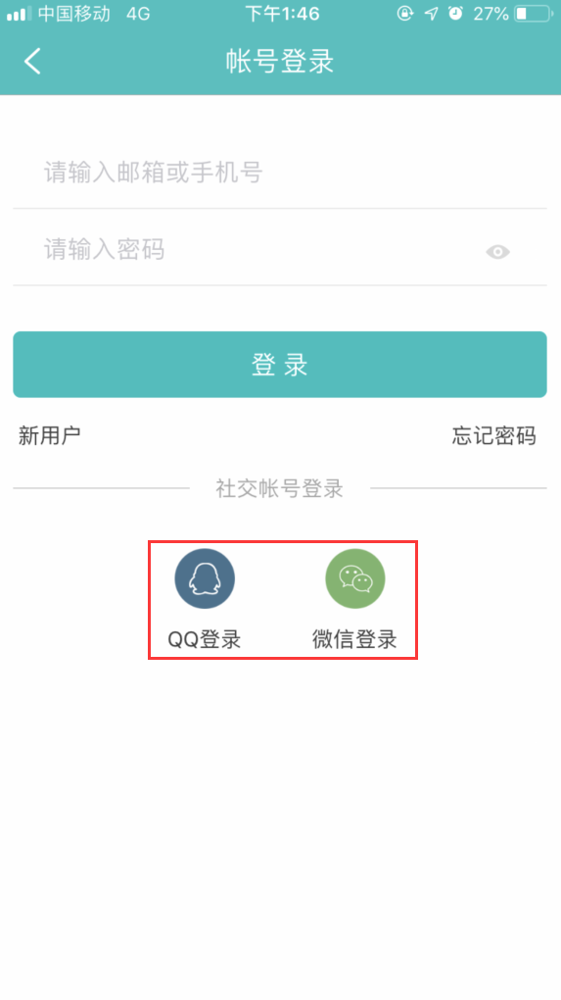 中国移动 4G 下午1:46 27%
帐号登录
请输入邮箱或手机号
请输入密码
登 录
新用户 忘记密码
社交帐号登录
QQ登录 微信登录